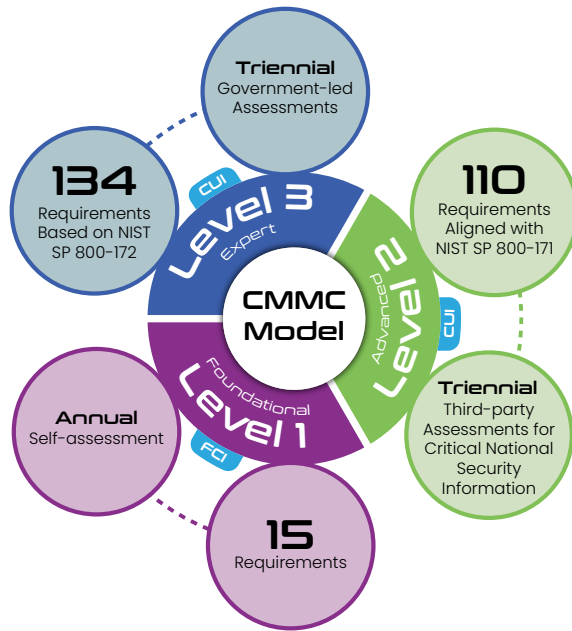 Triennial
Government-led
Assessments
134
Requirements
Based on NIST
SP 800-172
CUI
Level 3
Expert
110
Requirements
Aligned with
NIST SP 800-171
CMMC
Model
Level 2
Advanced
CUI
Triennial
Third-party
Assessments for
Critical National
Security
Information
Annual
Self-assessment
Foundational
Level 1
FCI
15
Requirements